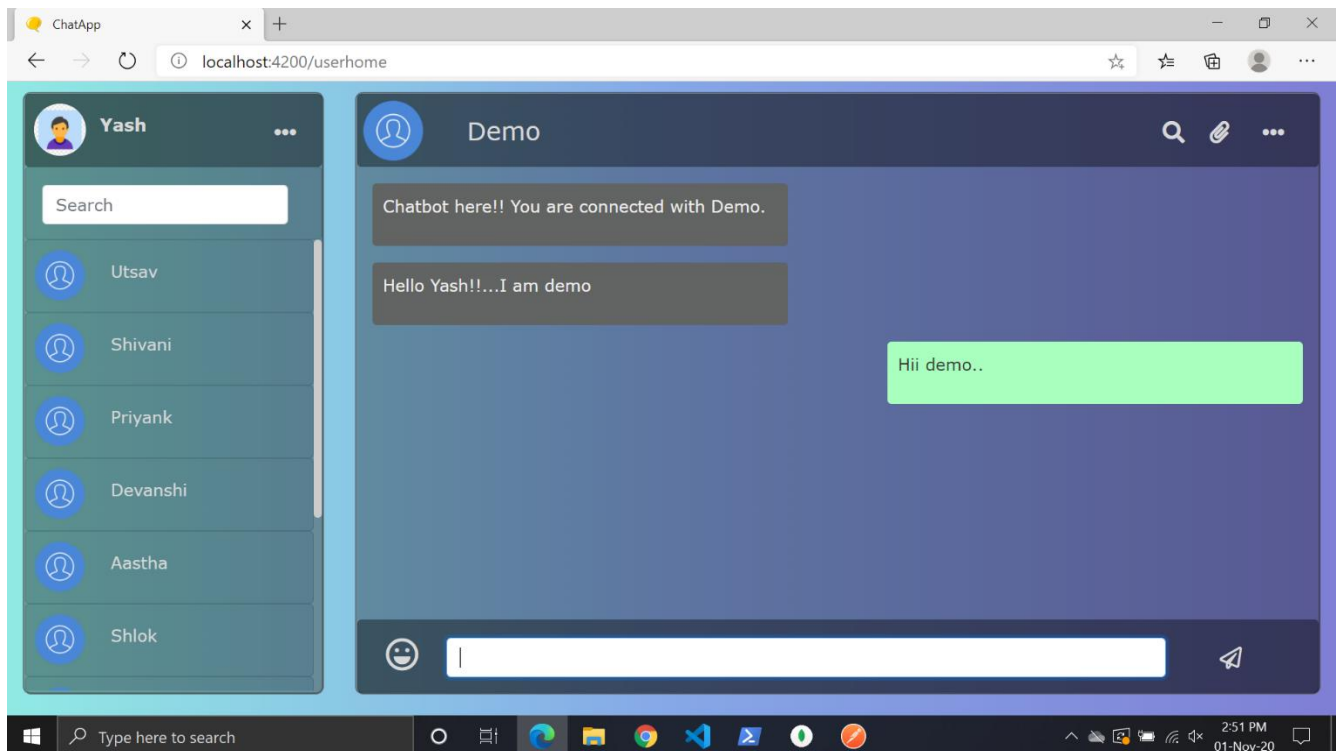 ChatApp
localhost:4200/userhome
Yash
Demo
Search
Utsav
Shivani
Priyank
Devanshi
Aastha
Shlok
Chatbot here!! You are connected with Demo.
Hello Yash!!...I am demo
Hii demo..
Type here to search
2:51 PM
01-Nov-20